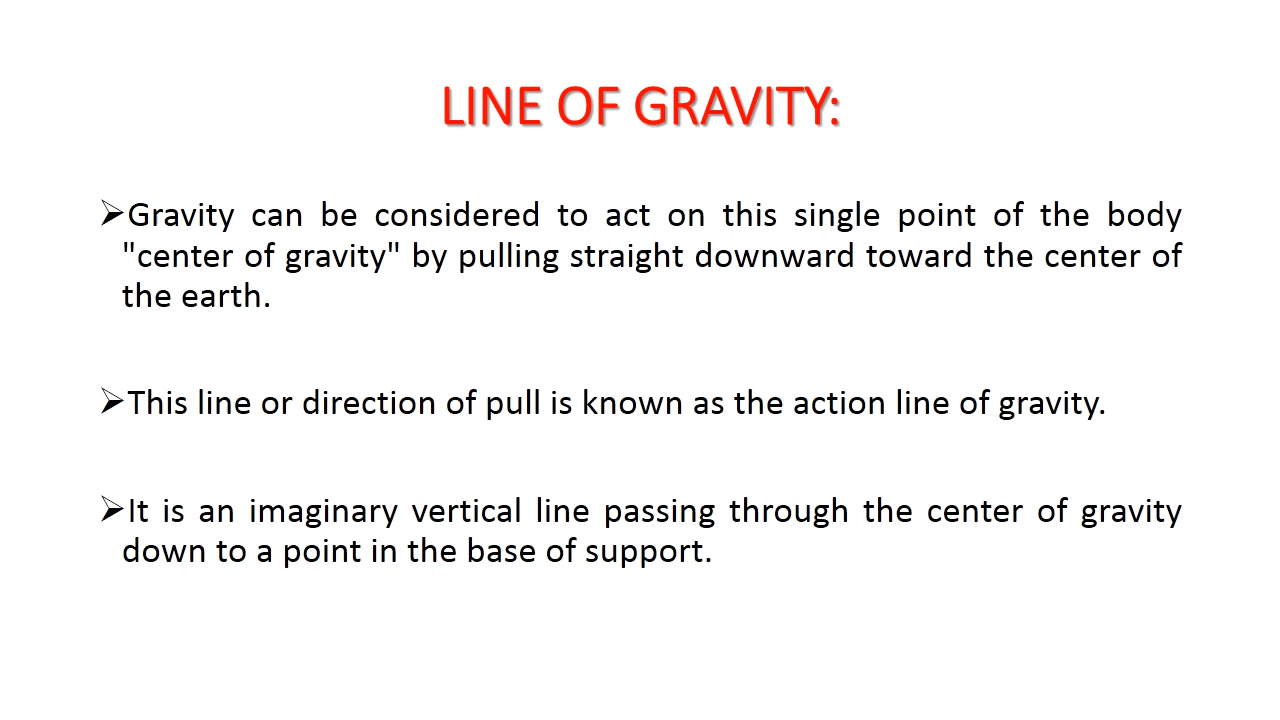 LINE OF GRAVITY:
➢Gravity can be considered to act on this single point of the body
"center of gravity" by pulling straight downward toward the center of
the earth.
➢This line or direction of pull is known as the action line of gravity.
➢It is an imaginary vertical line passing through the center of gravity
down to a point in the base of support.